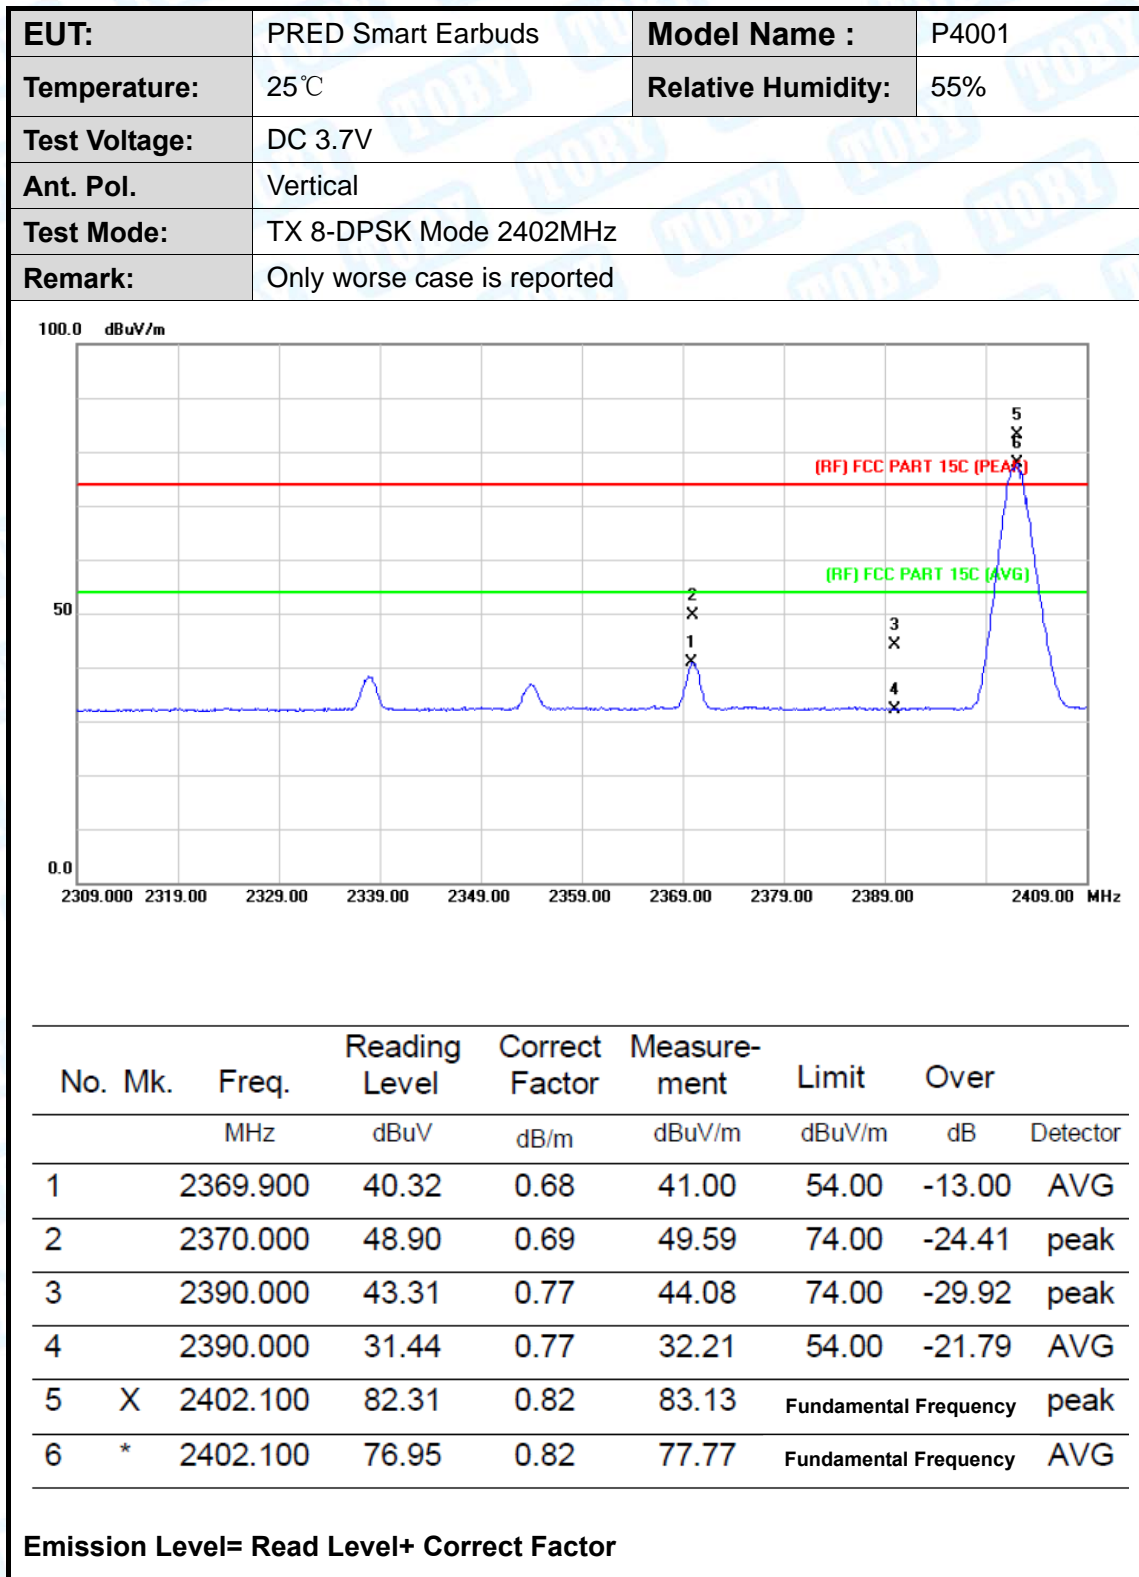 EUT: PRED Smart Earbuds Model Name : P4001
Temperature: 25℃ Relative Humidity: 55%
Test Voltage: DC 3.7V
Ant. Pol. Vertical
Test Mode: TX 8-DPSK Mode 2402MHz
Remark: Only worse case is reported
100.0 dBuV/m
5
X
6
X
(RF) FCC PART 15C (PEAK)
(RF) FCC PART 15C (AVG)
50
2
X
1
X
3
X
4
X
0.0
2309.000 2319.00 2329.00 2339.00 2349.00 2359.00 2369.00 2379.00 2389.00 2409.00 MHz
No. Mk. Freq. Reading Level Correct Factor Measure-ment Limit Over
MHz dBuV dB/m dBuV/m dBuV/m dB Detector
1 2369.900 40.32 0.68 41.00 54.00 -13.00 AVG
2 2370.000 48.90 0.69 49.59 74.00 -24.41 peak
3 2390.000 43.31 0.77 44.08 74.00 -29.92 peak
4 2390.000 31.44 0.77 32.21 54.00 -21.79 AVG
5 X 2402.100 82.31 0.82 83.13 Fundamental Frequency peak
6 * 2402.100 76.95 0.82 77.77 Fundamental Frequency AVG
Emission Level= Read Level+ Correct Factor
TOBY